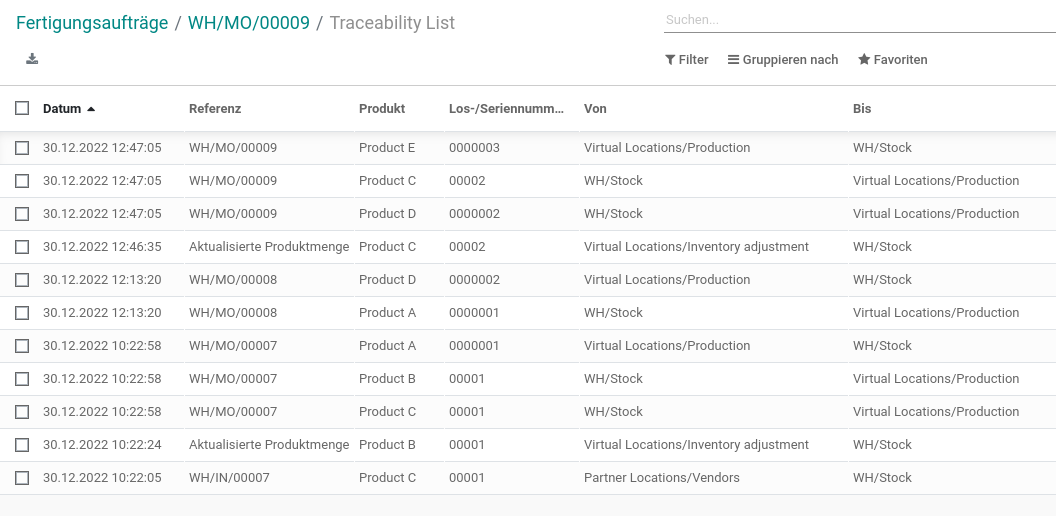 Fertigungsaufträge / WH/MO/00009 / Traceability List
Suchen...
Filter Gruppieren nach Favoriten
Datum Referenz Produkt Los-/Seriennumm... Von Bis
30.12.2022 12:47:05 WH/MO/00009 Product E 0000003 Virtual Locations/Production WH/Stock
30.12.2022 12:47:05 WH/MO/00009 Product C 00002 WH/Stock Virtual Locations/Production
30.12.2022 12:47:05 WH/MO/00009 Product D 0000002 WH/Stock Virtual Locations/Production
30.12.2022 12:46:35 Aktualisierte Produktmenge Product C 00002 Virtual Locations/Inventory adjustment WH/Stock
30.12.2022 12:13:20 WH/MO/00008 Product D 0000002 Virtual Locations/Production WH/Stock
30.12.2022 12:13:20 WH/MO/00008 Product A 0000001 WH/Stock Virtual Locations/Production
30.12.2022 10:22:58 WH/MO/00007 Product A 0000001 Virtual Locations/Production WH/Stock
30.12.2022 10:22:58 WH/MO/00007 Product B 00001 WH/Stock Virtual Locations/Production
30.12.2022 10:22:58 WH/MO/00007 Product C 00001 WH/Stock Virtual Locations/Production
30.12.2022 10:22:24 Aktualisierte Produktmenge Product B 00001 Virtual Locations/Inventory adjustment WH/Stock
30.12.2022 10:22:05 WH/IN/00007 Product C 00001 Partner Locations/Vendors WH/Stock